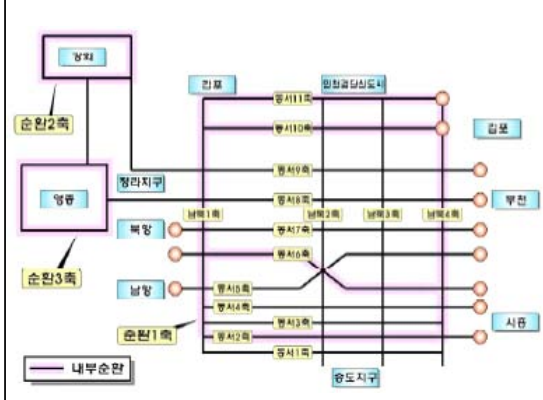 강화
김포
인천검단신도시
동서11축
순환2축
동서10축
김포
동서9축
청라지구
영종
동서8축
부천
남북1축
남북2축
남북3축
남북4축
북항
동서7축
동서6축
순환3축
남항
동서5축
동서4축
시흥
순환1축
동서3축
동서2축
동서1축
내부순환
송도지구